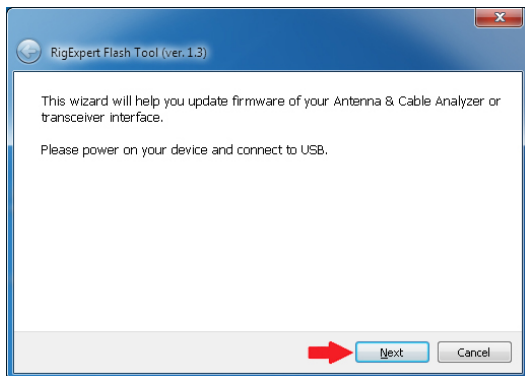 RigExpert Flash Tool (ver. 1.3)
This wizard will help you update firmware of your Antenna & Cable Analyzer or
transceiver interface.
Please power on your device and connect to USB.
Next
Cancel